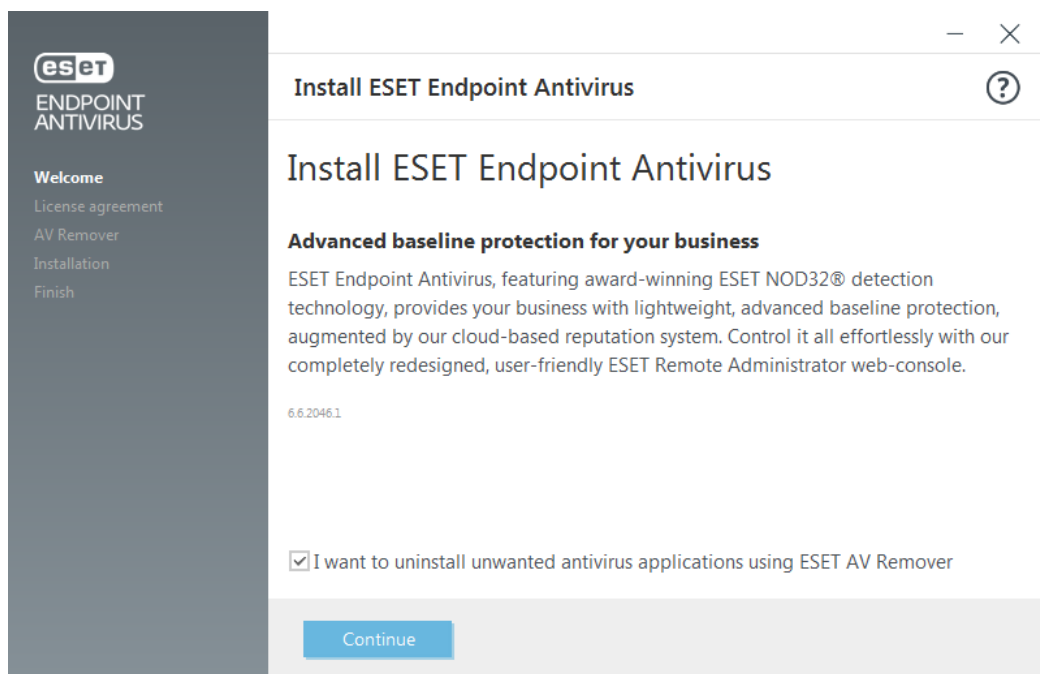 eset
ENDPOINT
ANTIVIRUS
Welcome
License agreement
AV Remover
Installation
Finish
Install ESET Endpoint Antivirus
?
Install ESET Endpoint Antivirus
Advanced baseline protection for your business
ESET Endpoint Antivirus, featuring award-winning ESET NOD32® detection
technology, provides your business with lightweight, advanced baseline protection,
augmented by our cloud-based reputation system. Control it all effortlessly with our
completely redesigned, user-friendly ESET Remote Administrator web-console.
6.6.2046.1
I want to uninstall unwanted antivirus applications using ESET AV Remover
Continue